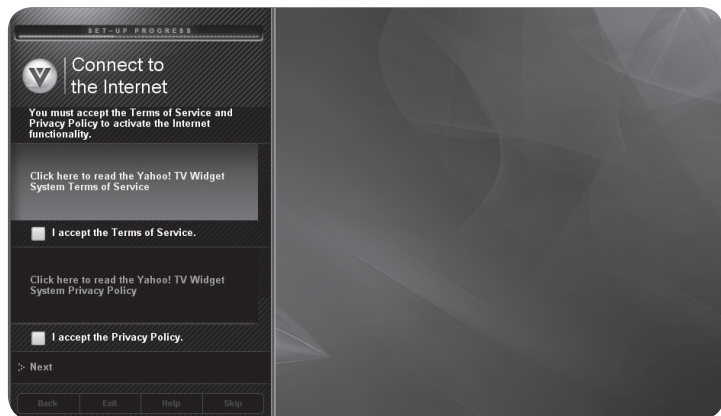 SET-UP PROGRESS
V
Connect to
the Internet
You must accept the Terms of Service and
Privacy Policy to activate the Internet
functionality.
Click here to read the Yahoo! TV Widget
System Terms of Service
I accept the Terms of Service.
Click here to read the Yahoo! TV Widget
System Privacy Policy
I accept the Privacy Policy.
> Next
Back Exit Help Skip